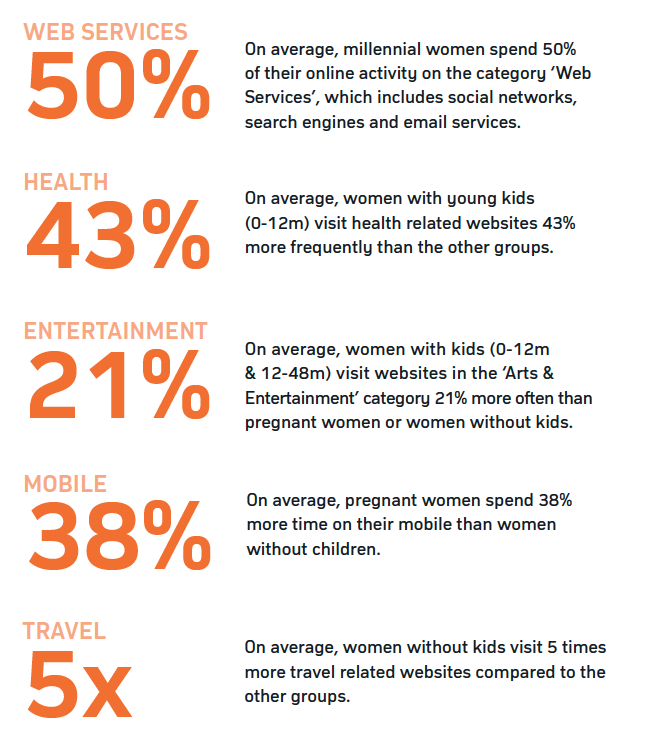 WEB SERVICES
50%
On average, millennial women spend 50%
of their online activity on the category ‘Web
Services’, which includes social networks,
search engines and email services.
HEALTH
43%
On average, women with young kids
(0-12m) visit health related websites 43%
more frequently than the other groups.
ENTERTAINMENT
21%
On average, women with kids (0-12m
& 12-48m) visit websites in the ‘Arts &
Entertainment’ category 21% more often than
pregnant women or women without kids.
MOBILE
38%
On average, pregnant women spend 38%
more time on their mobile than women
without children.
TRAVEL
5x
On average, women without kids visit 5 times
more travel related websites compared to the
other groups.